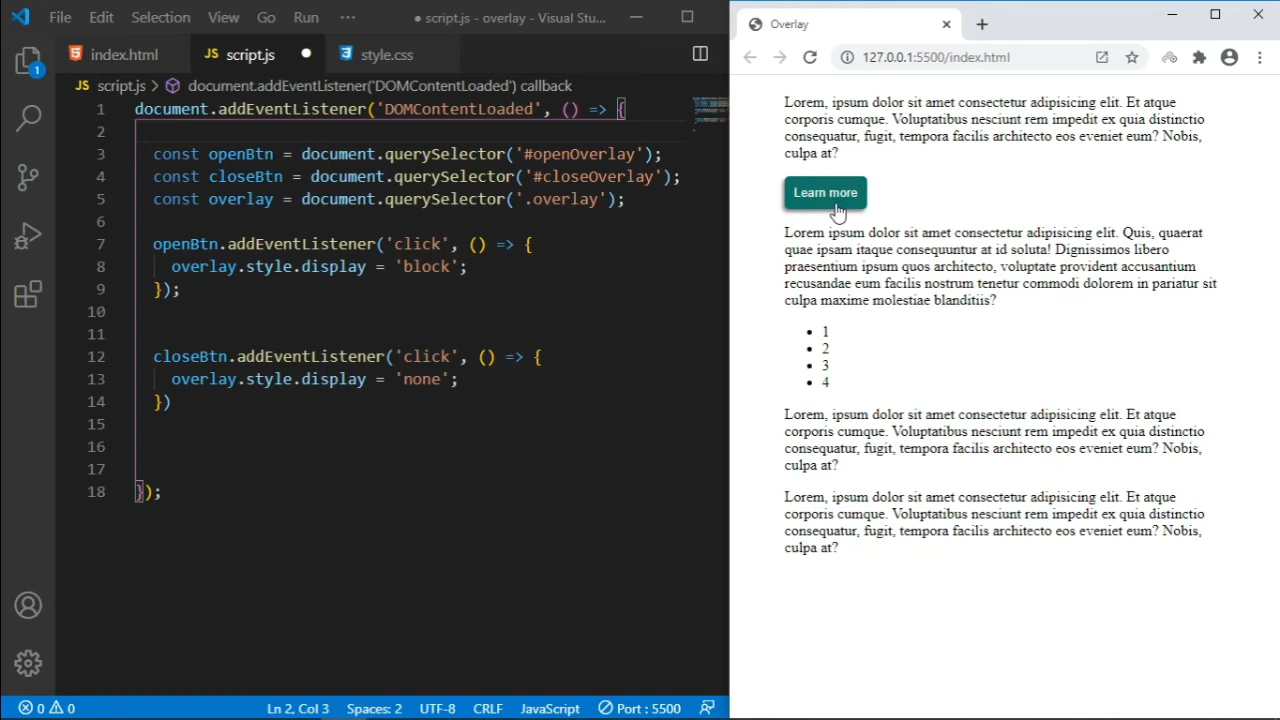 File Edit Selection View Go Run ··· ● script.js - overlay - Visual Stu...
index.html JS script.js ● style.css
JS script.js > document.addEventListener('DOMContentLoaded') callback
1 document.addEventListener('DOMContentLoaded', () => {
2
3 const openBtn = document.querySelector('#openOverlay');
4 const closeBtn = document.querySelector('#closeOverlay');
5 const overlay = document.querySelector('.overlay');
6
7 openBtn.addEventListener('click', () => {
8 overlay.style.display = 'block';
9 });
10
11
12 closeBtn.addEventListener('click', () => {
13 overlay.style.display = 'none';
14 })
15
16
17
18 });
1
0 0 Ln 2, Col 3 Spaces: 2 UTF-8 CRLF JavaScript Port : 5500
Overlay
127.0.0.1:5500/index.html
Lorem, ipsum dolor sit amet consectetur adipisicing elit. Et atque
corporis cumque. Voluptatibus nesciunt rem impedit ex quia distinctio
consequatur, fugit, tempora facilis architecto eos eveniet eum? Nobis,
culpa at?
Learn more
Lorem ipsum dolor sit amet consectetur adipisicing elit. Quis, quaerat
quae ipsam itaque consequuntur at id soluta! Dignissimos libero
praesentium ipsum quos architecto, voluptate provident accusantium
recusandae eum facilis nostrum tenetur commodi dolorem in pariatur sit
culpa maxime molestiae blanditiis?
• 1
• 2
• 3
• 4
Lorem, ipsum dolor sit amet consectetur adipisicing elit. Et atque
corporis cumque. Voluptatibus nesciunt rem impedit ex quia distinctio
consequatur, fugit, tempora facilis architecto eos eveniet eum? Nobis,
culpa at?
Lorem, ipsum dolor sit amet consectetur adipisicing elit. Et atque
corporis cumque. Voluptatibus nesciunt rem impedit ex quia distinctio
consequatur, fugit, tempora facilis architecto eos eveniet eum? Nobis,
culpa at?